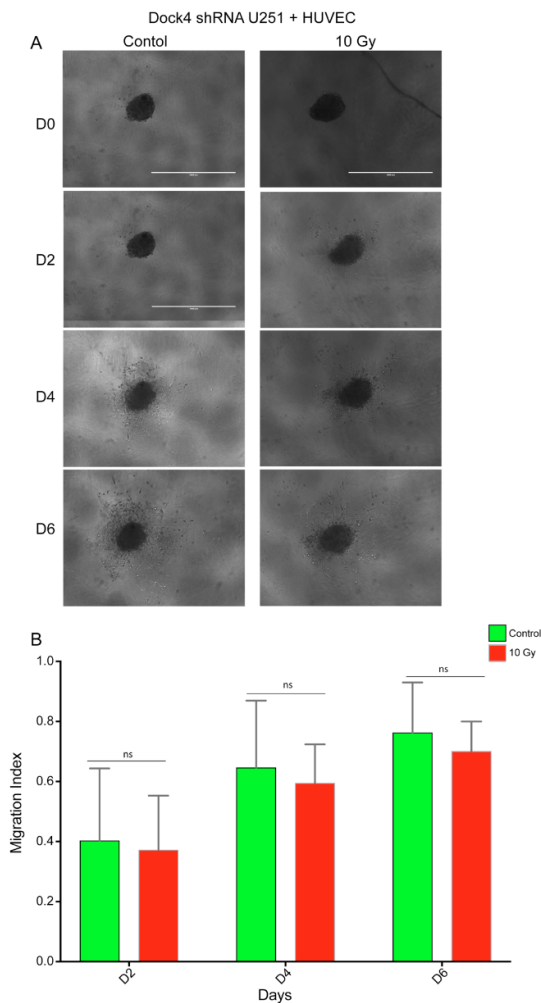 Dock4 shRNA U251 + HUVEC
A
Contol
10 Gy
D0
D2
D4
D6
B
Control
10 Gy
1.0
0.8
0.6
0.4
0.2
0.0
Migration Index
ns
ns
ns
D2
D4
D6
Days